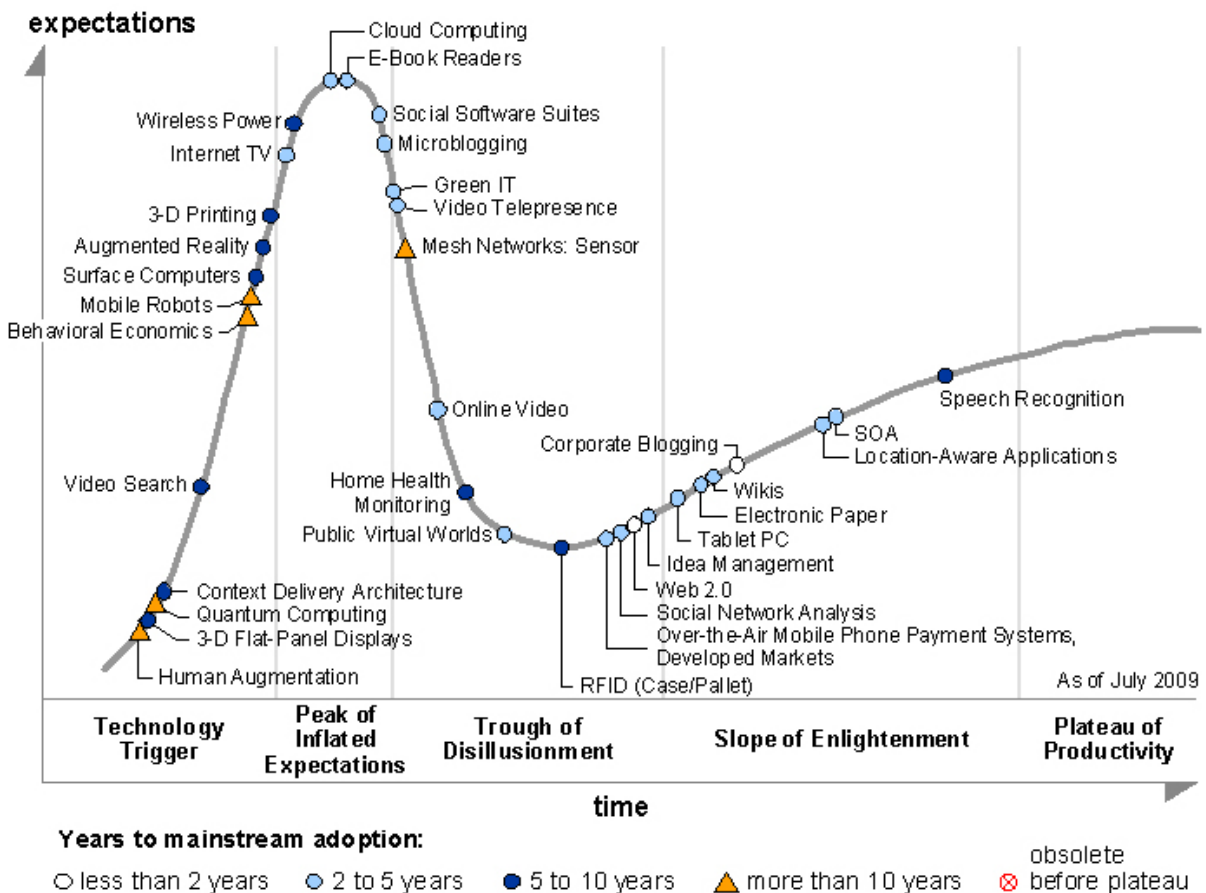 expectations
Cloud Computing
E-Book Readers
Social Software Suites
Wireless Power
Microblogging
Internet TV
Green IT
Video Telepresence
3-D Printing
Augmented Reality
Mesh Networks: Sensor
Surface Computers
Mobile Robots
Behavioral Economics
Speech Recognition
Online Video
SOA
Corporate Blogging
Location-Aware Applications
Video Search
Home Health
Monitoring
Wikis
Electronic Paper
Public Virtual Worlds
Tablet PC
Idea Management
Context Delivery Architecture
Web 2.0
Quantum Computing
Social Network Analysis
3-D Flat-Panel Displays
Over-the-Air Mobile Phone Payment Systems,
Developed Markets
Human Augmentation
RFID (Case/Pallet)
As of July 2009
Technology
Trigger
Peak of
Inflated
Expectations
Trough of
Disillusionment
Slope of Enlightenment
Plateau of
Productivity
time
Years to mainstream adoption:
less than 2 years
2 to 5 years
5 to 10 years
more than 10 years
obsolete
before plateau